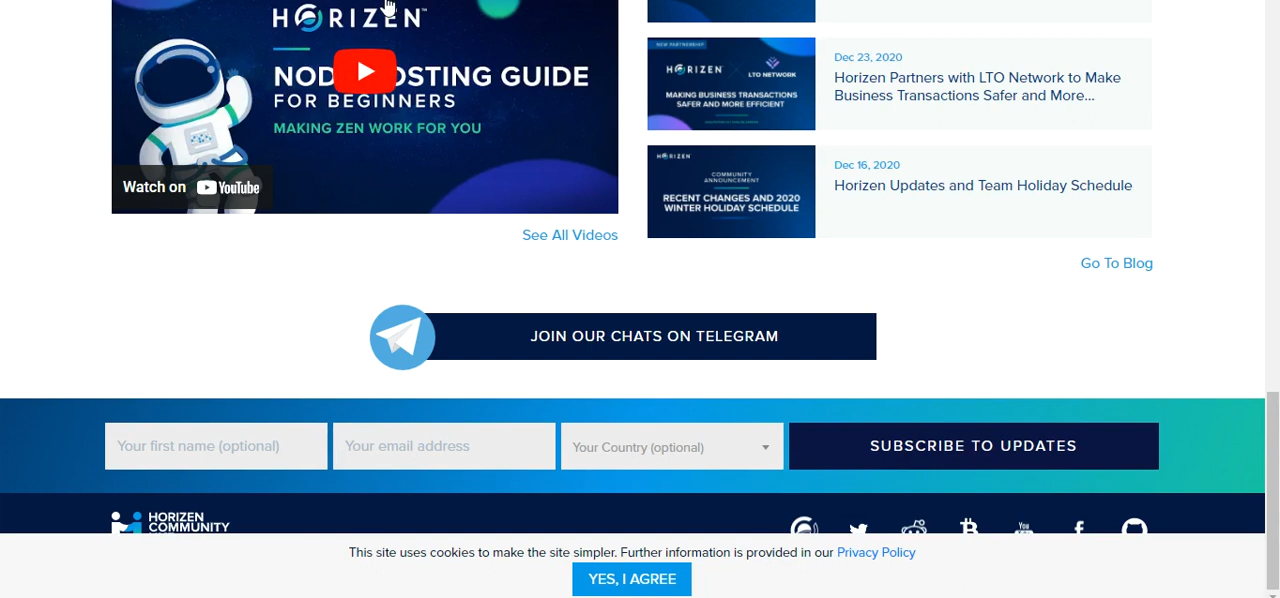 HORIZEN™
NODE HOSTING GUIDE
FOR BEGINNERS
MAKING ZEN WORK FOR YOU
Watch on YouTube
See All Videos
NEW PARTNERSHIP
HORIZEN
LTO NETWORK
MAKING BUSINESS TRANSACTIONS
SAFER AND MORE EFFICIENT
Dec 23, 2020
Horizen Partners with LTO Network to Make
Business Transactions Safer and More...
HORIZEN
COMMUNITY
ANNOUNCEMENT
RECENT CHANGES AND 2020
WINTER HOLIDAY SCHEDULE
Dec 16, 2020
Horizen Updates and Team Holiday Schedule
Go To Blog
JOIN OUR CHATS ON TELEGRAM
Your first name (optional)
Your email address
Your Country (optional)
SUBSCRIBE TO UPDATES
HORIZEN
COMMUNITY
You
This site uses cookies to make the site simpler. Further information is provided in our Privacy Policy
YES, I AGREE